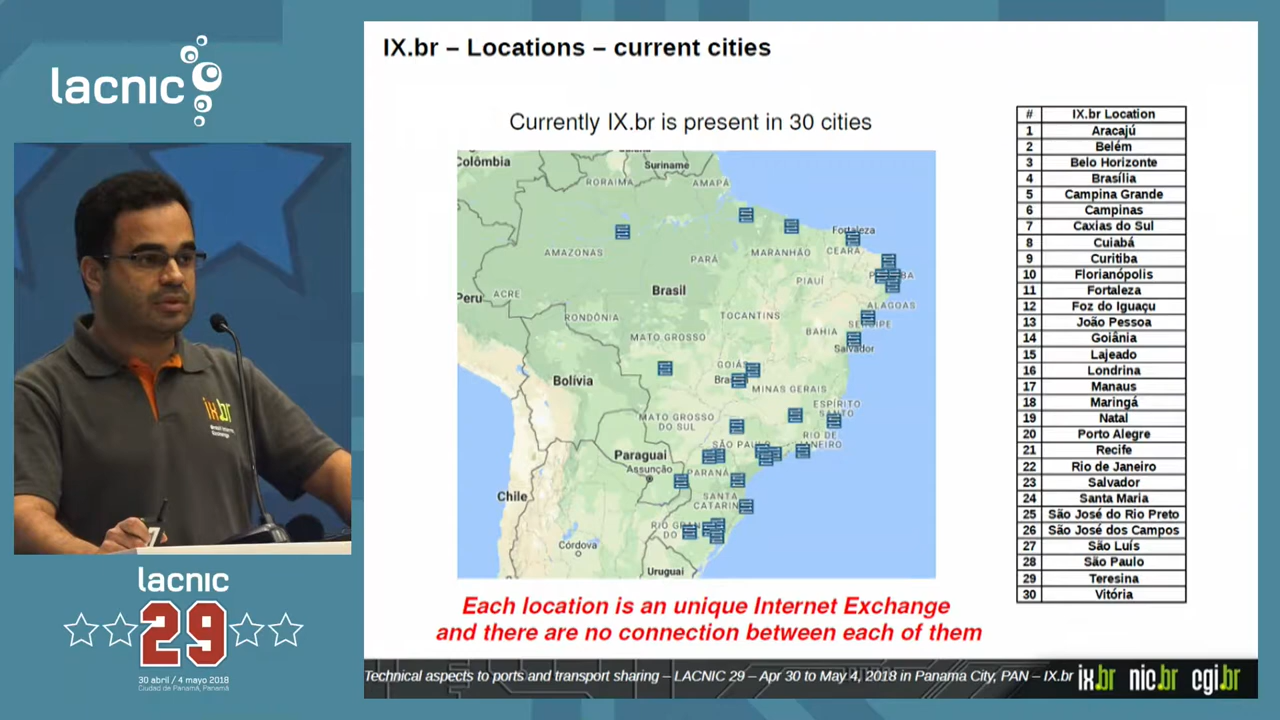 lacnic
ix.br
Brasil Internet
Exchange
lacnic
29
30 abril / 4 mayo 2018
Ciudad de Panamá, Panamá
IX.br – Locations – current cities
Currently IX.br is present in 30 cities
Colômbia
Suriname
RORAIMA
AMAPÁ
Fortaleza
AMAZONAS
PARÁ
MARANHÃO
CEARÁ
PIAUÍ
Peru
ACRE
Brasil
RONDÔNIA
TOCANTINS
ALAGOAS
SERGIPE
MATO GROSSO
BAHIA
Salvador
GOIÁS
Bolívia
MINAS GERAIS
ESPÍRITO
SANTO
MATO GROSSO
DO SUL
SÃO PAULO
RIO DE
JANEIRO
Paraguai
Assunção
PARANÁ
Chile
SANTA
CATARIN
RIO GRAN
DO
Córdova
Uruguai
# IX.br Location
1 Aracajú
2 Belém
3 Belo Horizonte
4 Brasília
5 Campina Grande
6 Campinas
7 Caxias do Sul
8 Cuiabá
9 Curitiba
10 Florianópolis
11 Fortaleza
12 Foz do Iguaçu
13 João Pessoa
14 Goiânia
15 Lajeado
16 Londrina
17 Manaus
18 Maringá
19 Natal
20 Porto Alegre
21 Recife
22 Rio de Janeiro
23 Salvador
24 Santa Maria
25 São José do Rio Preto
26 São José dos Campos
27 São Luís
28 São Paulo
29 Teresina
30 Vitória
Each location is an unique Internet Exchange
and there are no connection between each of them
Technical aspects to ports and transport sharing – LACNIC 29 – Apr 30 to May 4, 2018 in Panama City, PAN – IX.br
ix.br nic.br cgi.br